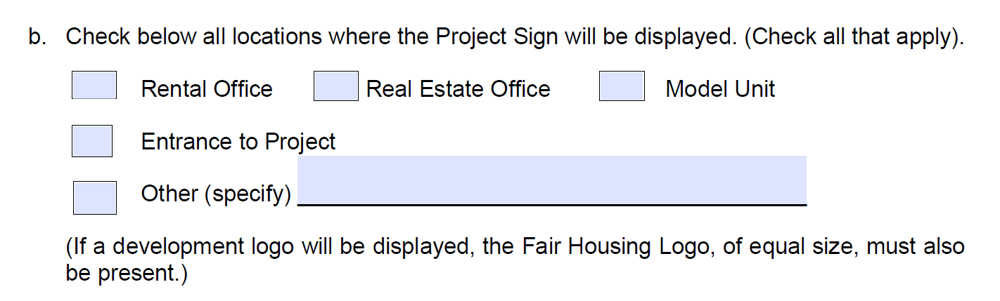 b. Check below all locations where the Project Sign will be displayed. (Check all that apply).
Rental Office Real Estate Office Model Unit
Entrance to Project
Other (specify)
(If a development logo will be displayed, the Fair Housing Logo, of equal size, must also
be present.)